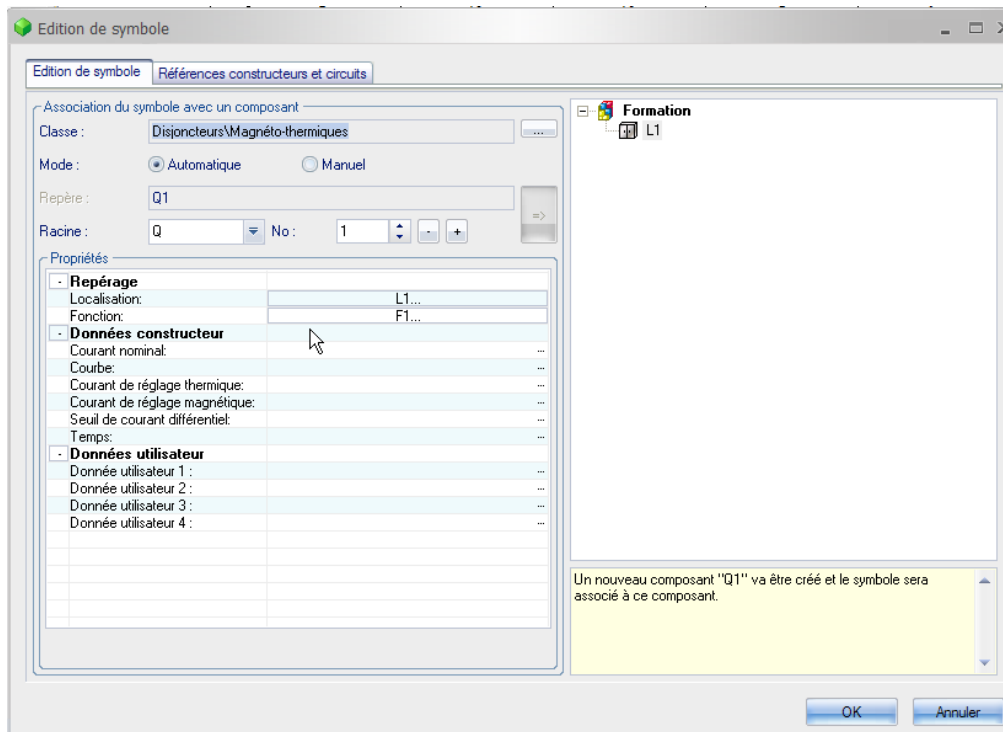 Edition de symbole
Edition de symbole Références constructeurs et circuits
Association du symbole avec un composant
Classe : Disjoncteurs\Magnéto-thermiques ...
Mode : Automatique Manuel
Repère : Q1
=>
Racine : Q No : 1 - +
Propriétés
Repérage
Localisation: L1...
Fonction: F1...
Données constructeur
Courant nominal: ...
Courbe: ...
Courant de réglage thermique: ...
Courant de réglage magnétique: ...
Seuil de courant différentiel: ...
Temps: ...
Données utilisateur
Donnée utilisateur 1 : ...
Donnée utilisateur 2 : ...
Donnée utilisateur 3 : ...
Donnée utilisateur 4 : ...
Formation
L1
Un nouveau composant "Q1" va être créé et le symbole sera
associé à ce composant.
OK Annuler